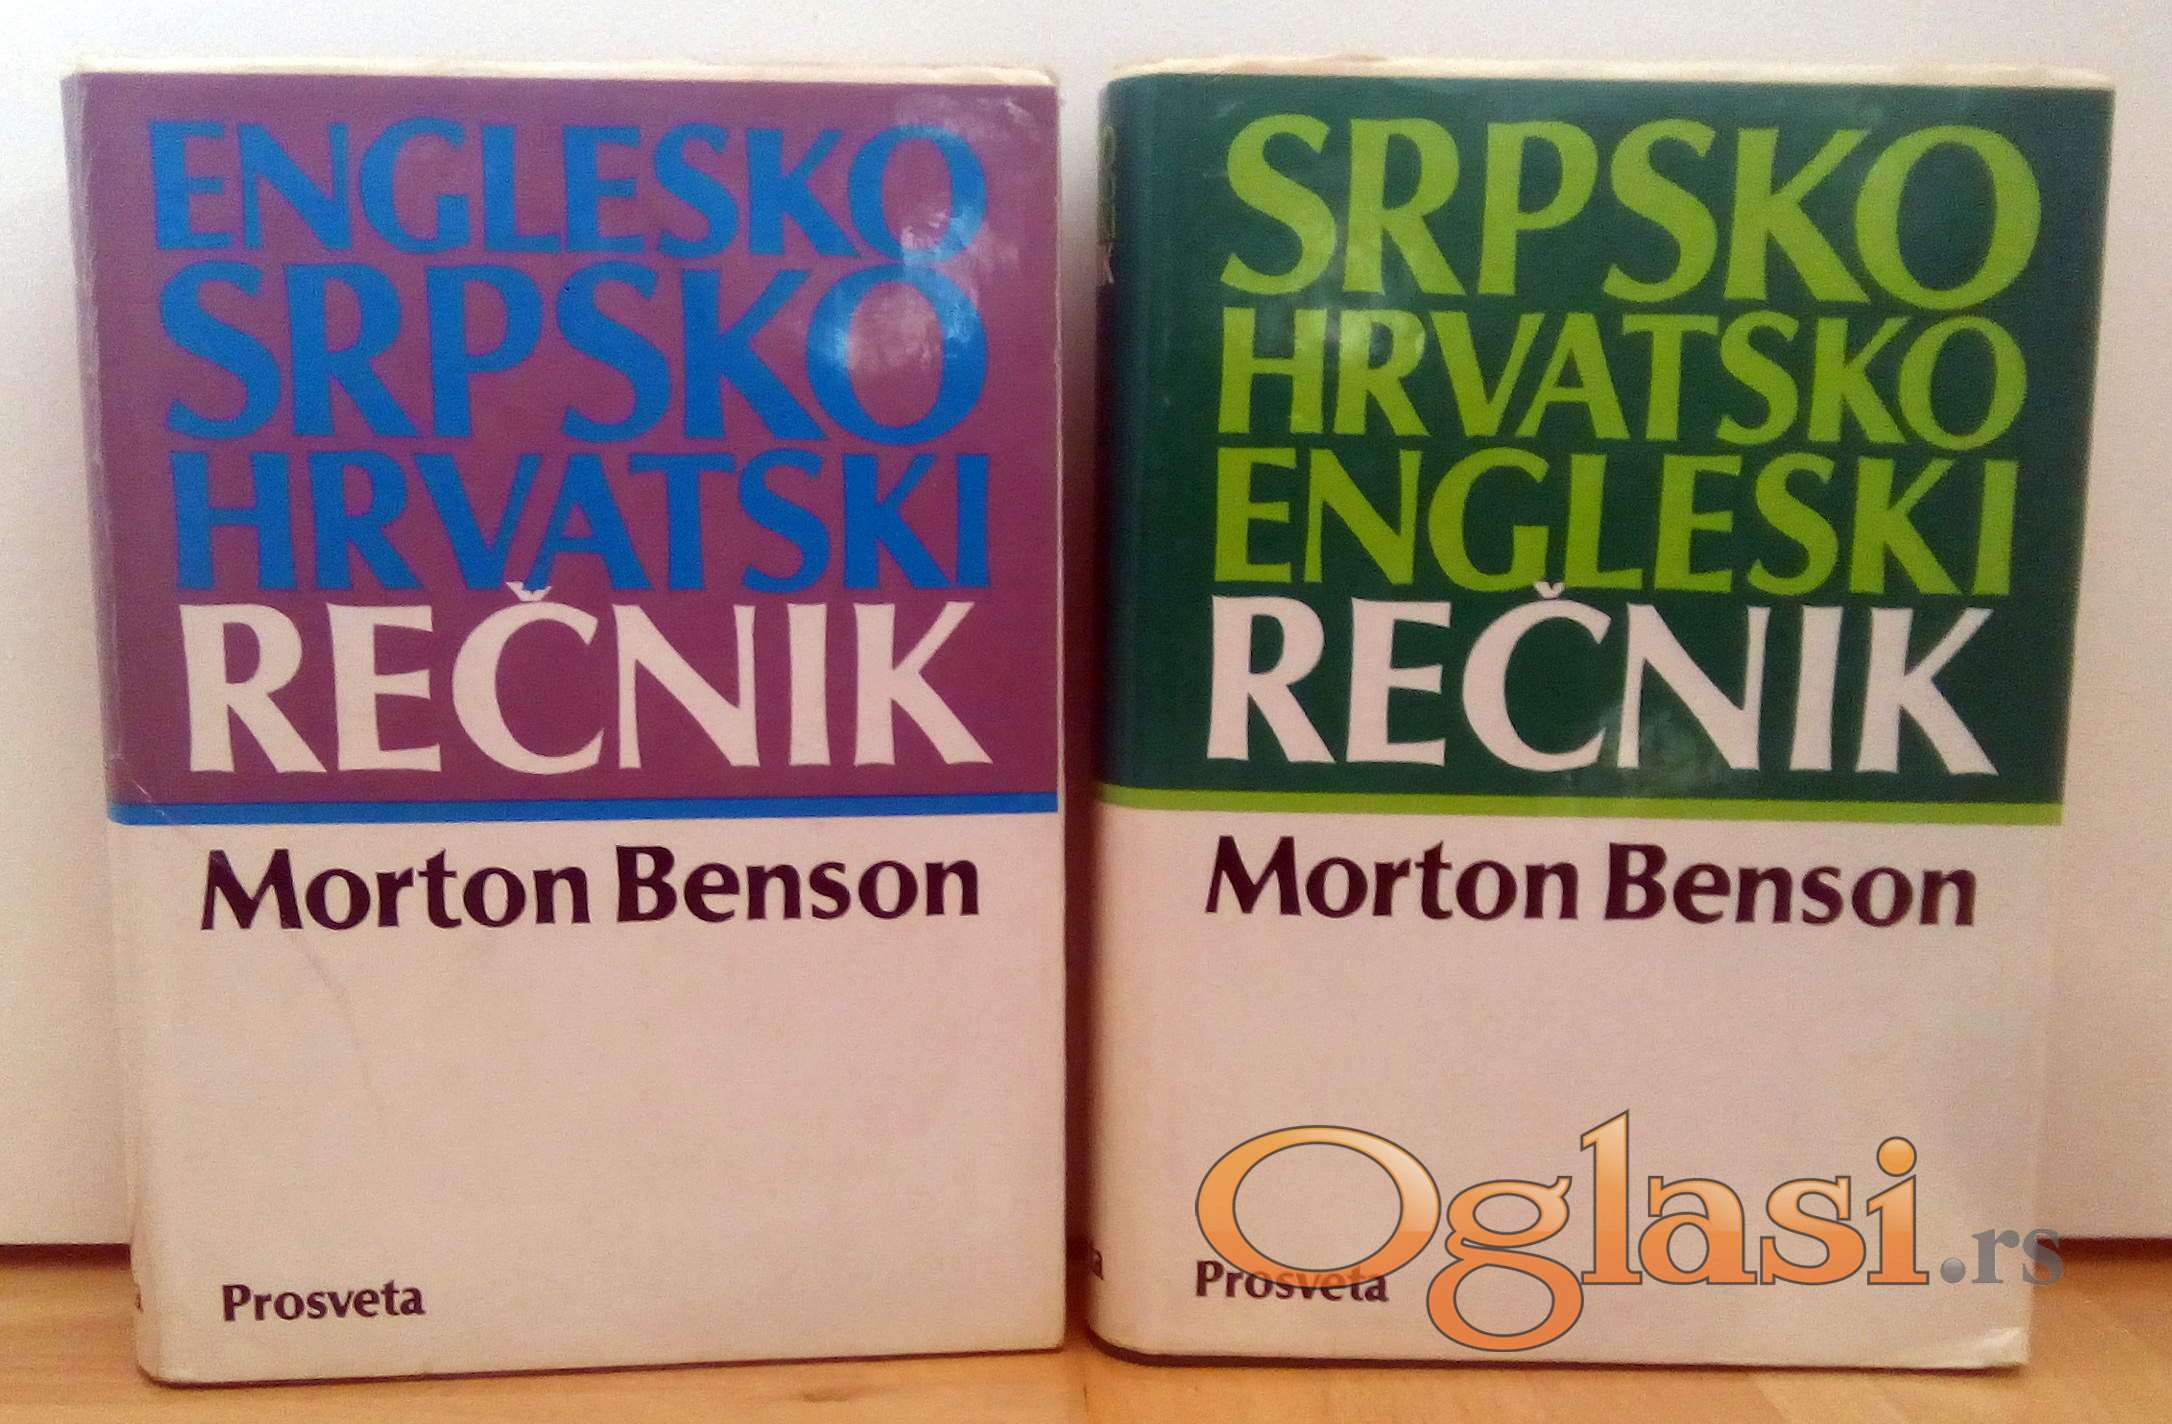 ENGLESKO
SRPSKO
HRVATSKI
REČNIK
Morton Benson
Prosveta
SRPSKO
HRVATSKO
ENGLESKI
REČNIK
Morton Benson
Prosveta
Oglasi.rs